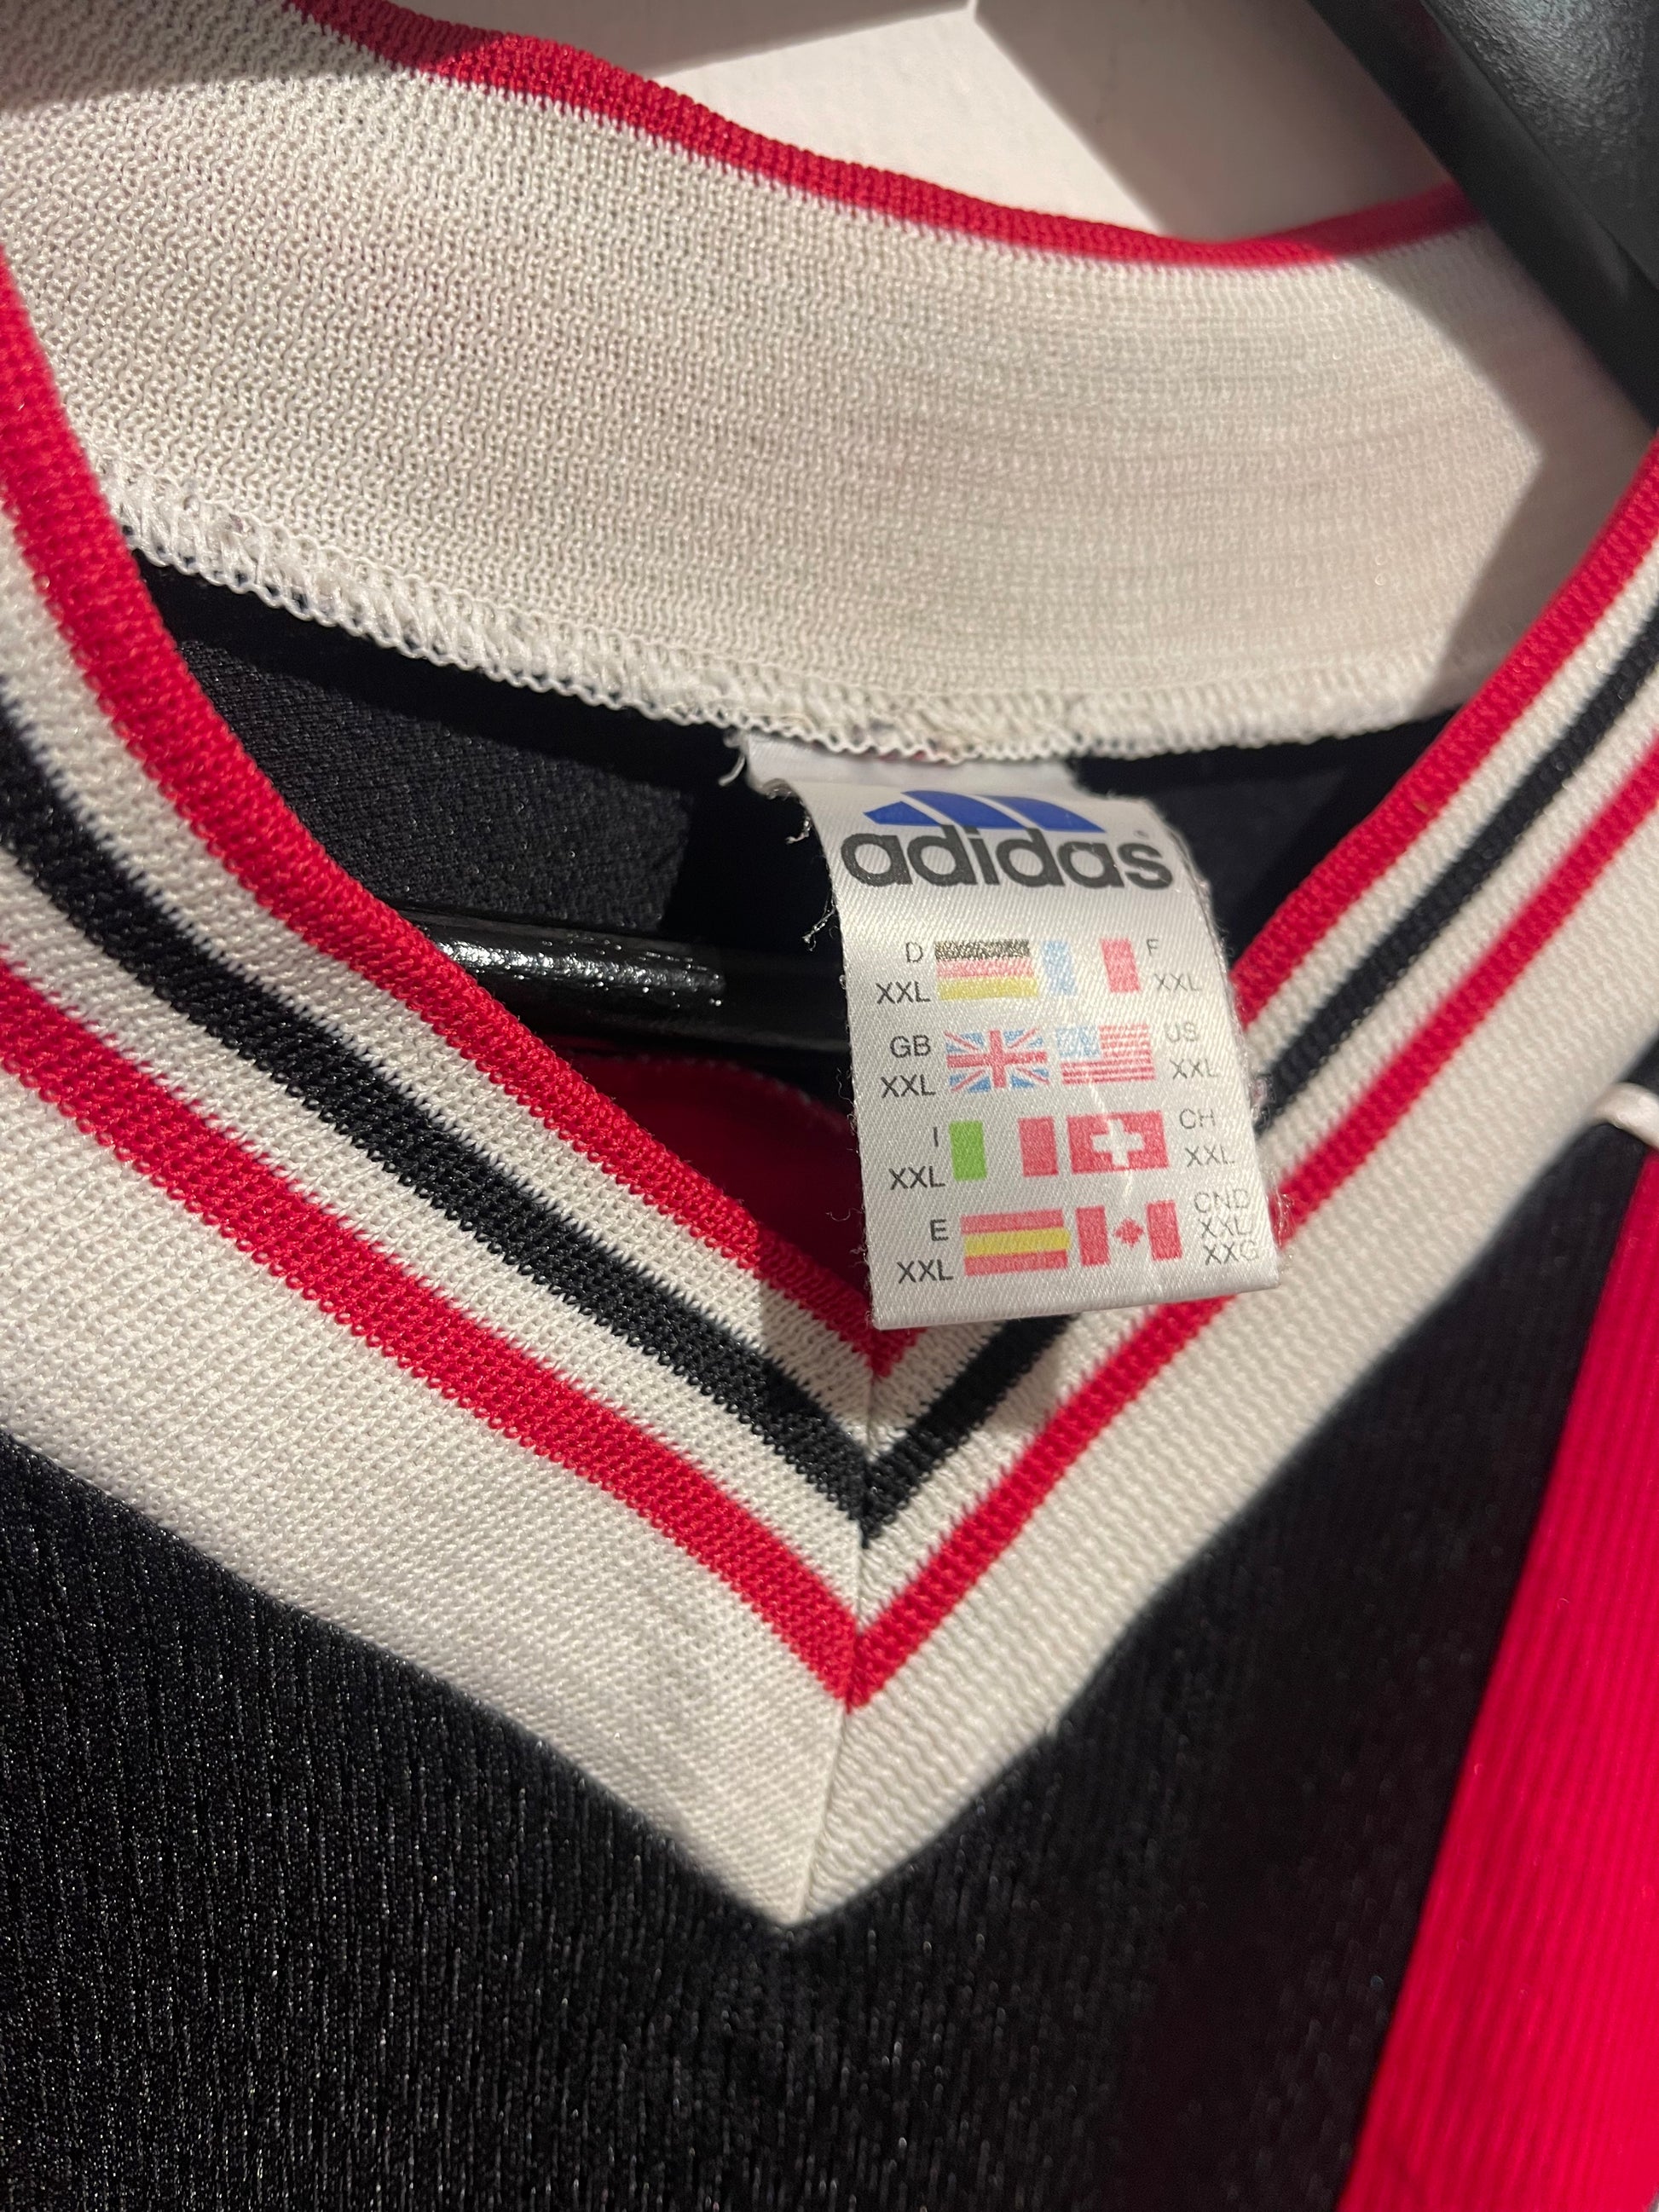 adidas
D F
XXL XXL
GB US
XXL XXL
I CH
XXL XXL
E CND
XXL XXL/
XXG